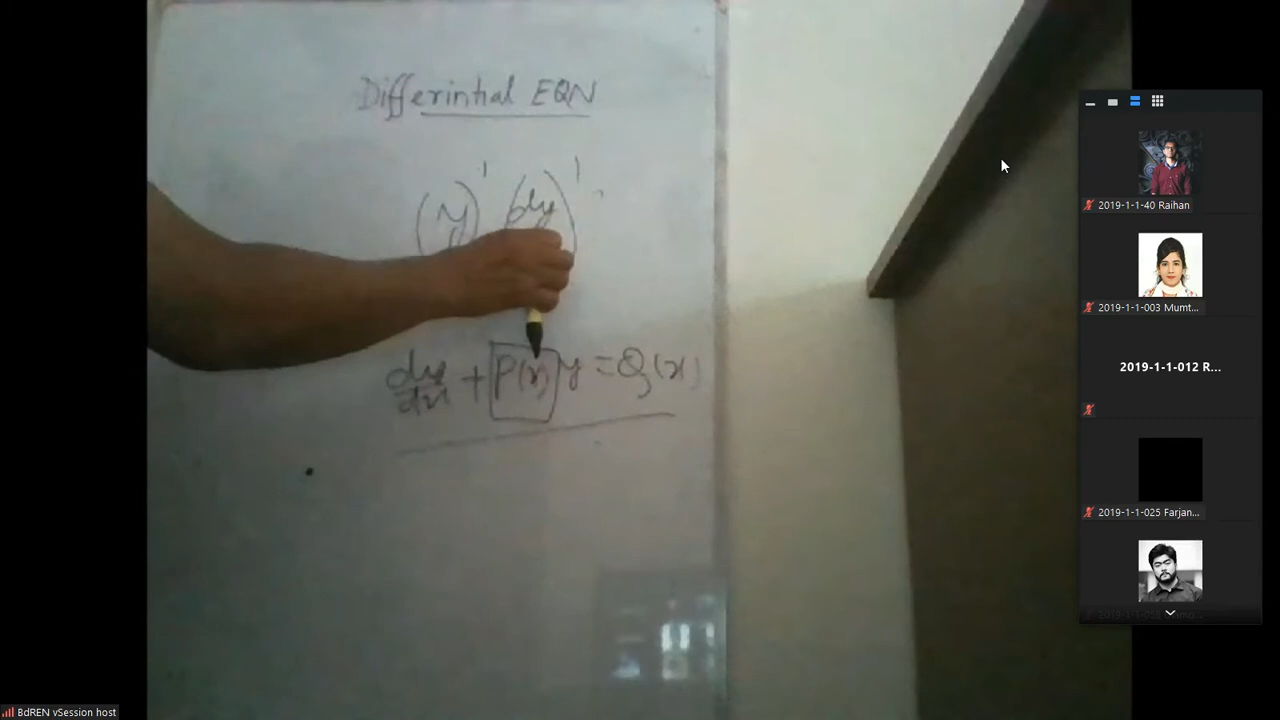 Differintial EQN
(y)' (dy)'
dy/dx + P(x) y = Q(x)
2019-1-1-40 Raihan
2019-1-1-003 Mumt...
2019-1-1-012 R...
2019-1-1-025 Farjan...
BdREN vSession host